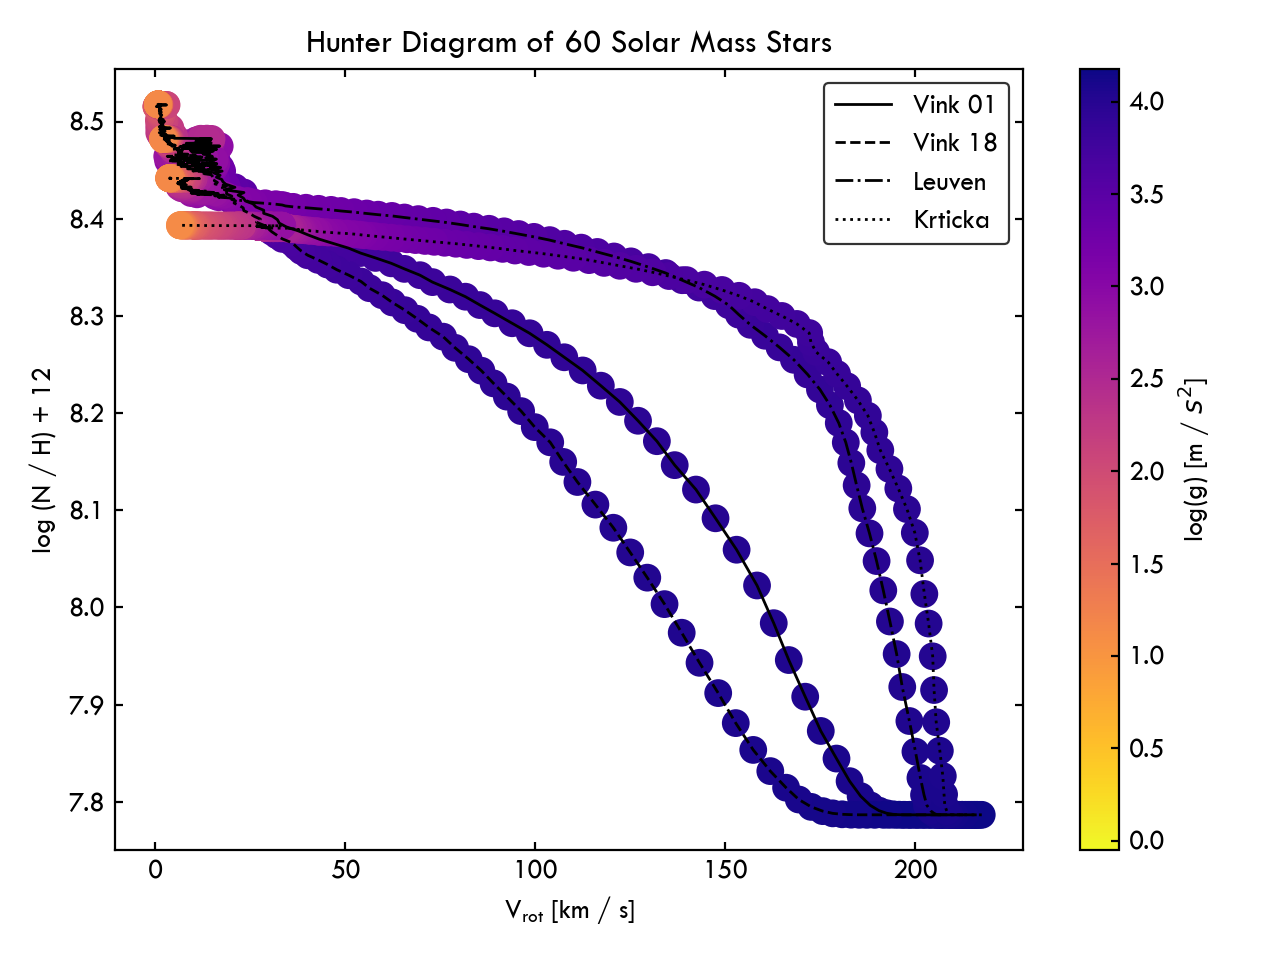 Hunter Diagram of 60 Solar Mass Stars
8.5
8.4
8.3
8.2
8.1
8.0
7.9
7.8
log (N / H) + 12
0
50
100
150
200
V_rot [km / s]
Vink 01
Vink 18
Leuven
Krticka
4.0
3.5
3.0
2.5
2.0
1.5
1.0
0.5
0.0
log(g) [m / s²]